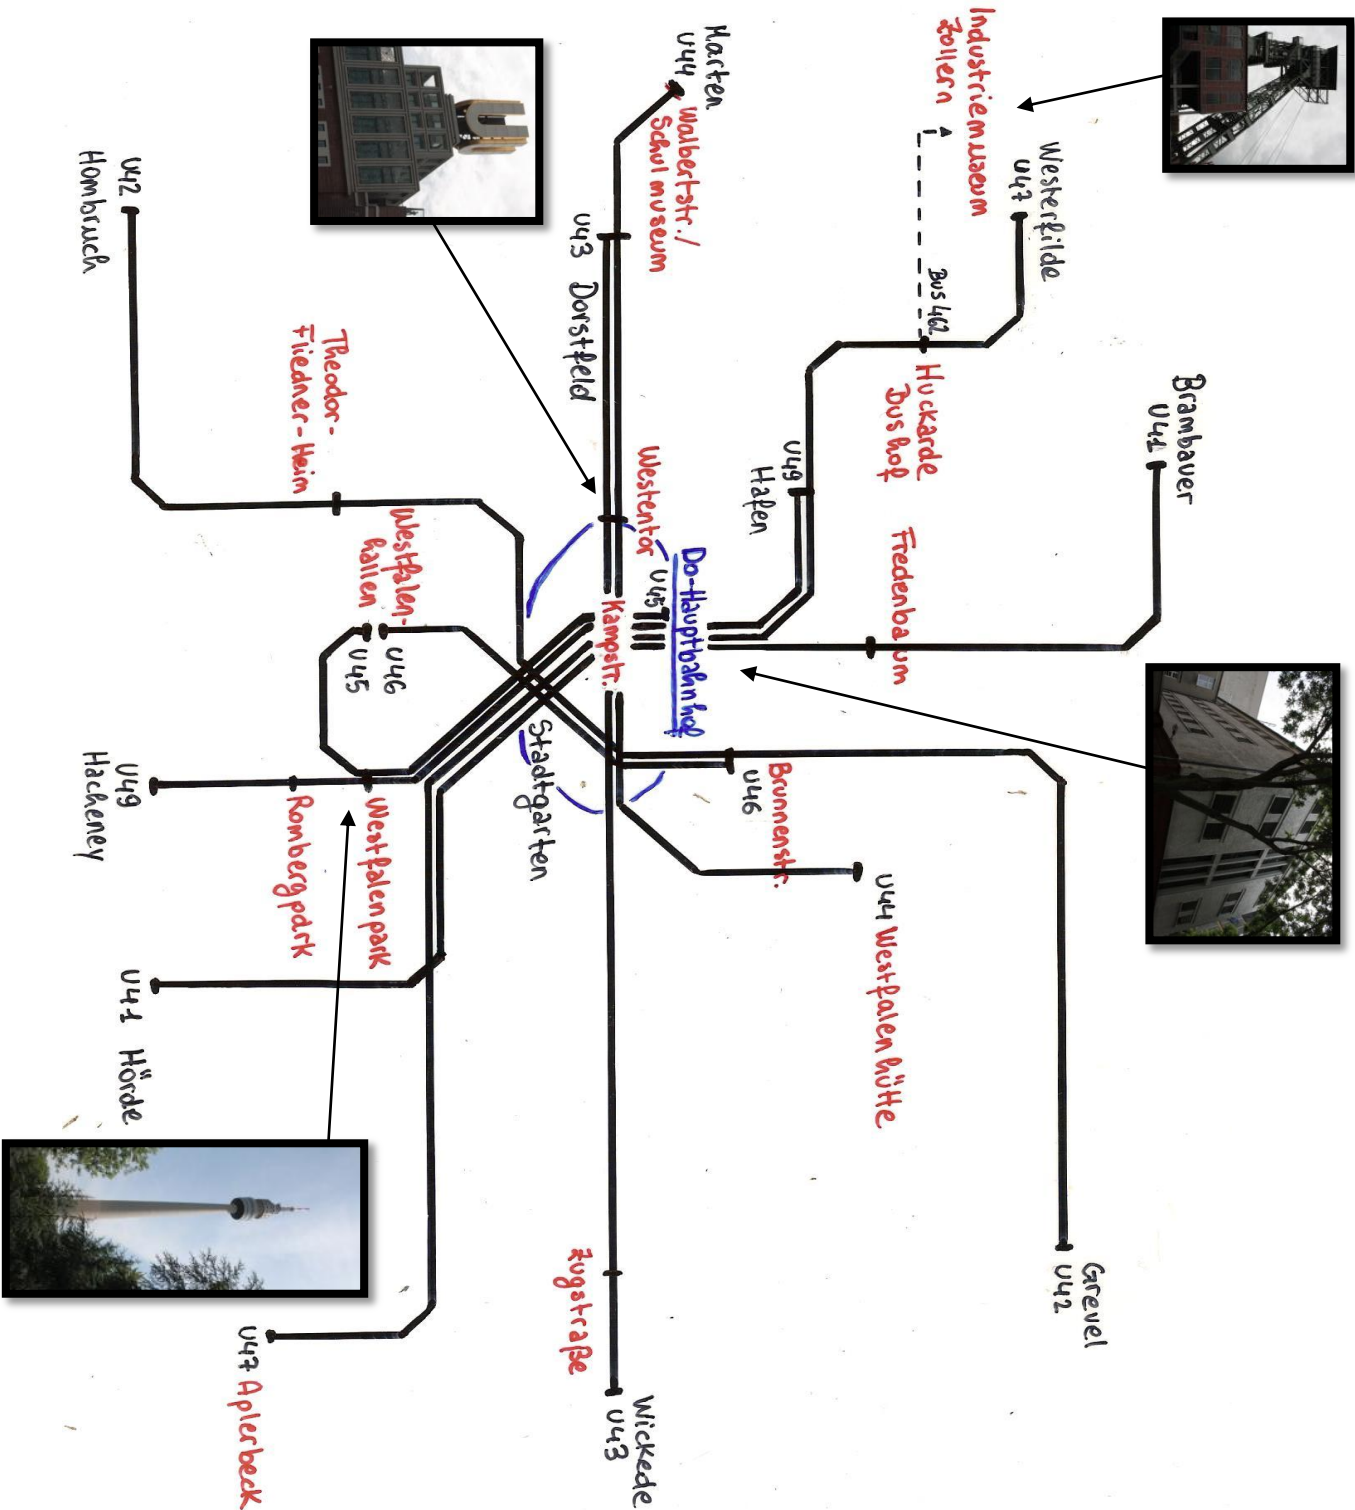 Brambauer
U41
Grevel
U42
Westerfilde
U47
Industriemuseum
Zollern
Bus 462
Huckarde
Bushof
Fredenbaum
U44 Westfalenhütte
U49
Hafen
Brunnenstr.
U46
Marten
U44
Do-Hauptbahnhof
Walbertstr./
Schulmuseum
U45
Westentor
Wickede
U43
Kampstr.
U43 Dorstfeld
Zugstraße
Stadtgarten
Westfalen-
hallen
U46
U45
Westfalenpark
Theodor-
Fliedner-Heim
Rombergpark
U47 Aplerbeck
U42
Hombruch
U41 Hörde
U49
Hacheney